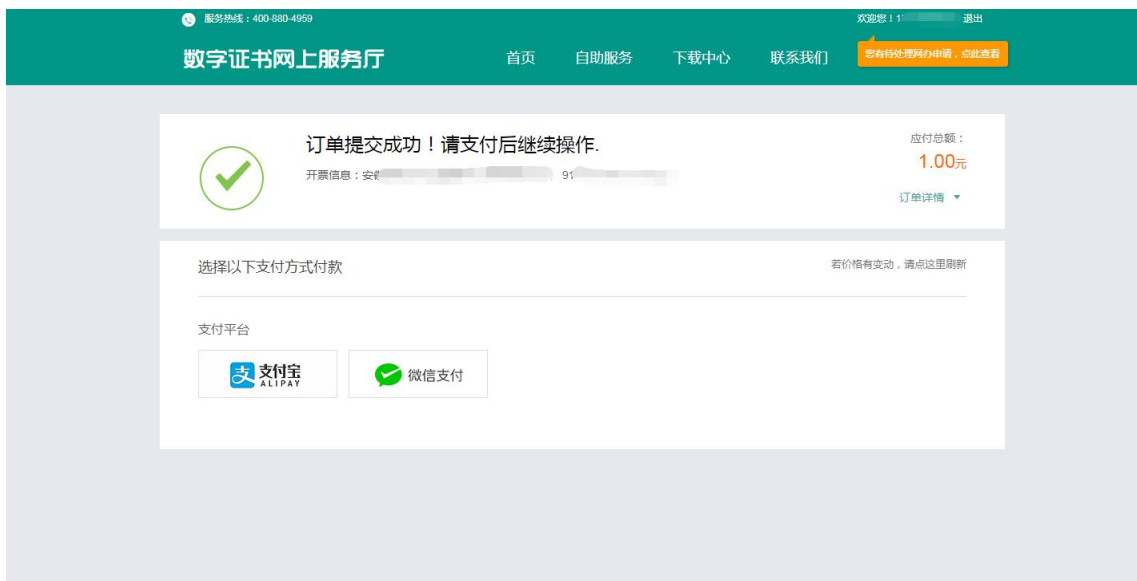 服务热线：400-880-4959
欢迎您！1 退出
数字证书网上服务厅
首页 自助服务 下载中心 联系我们
您有待处理网办申请，点此查看
订单提交成功！请支付后继续操作.
应付总额：
开票信息：安 91
1.00元
订单详情
选择以下支付方式付款
若价格有变动，请点这里刷新
支付平台
支付宝
ALIPAY
微信支付